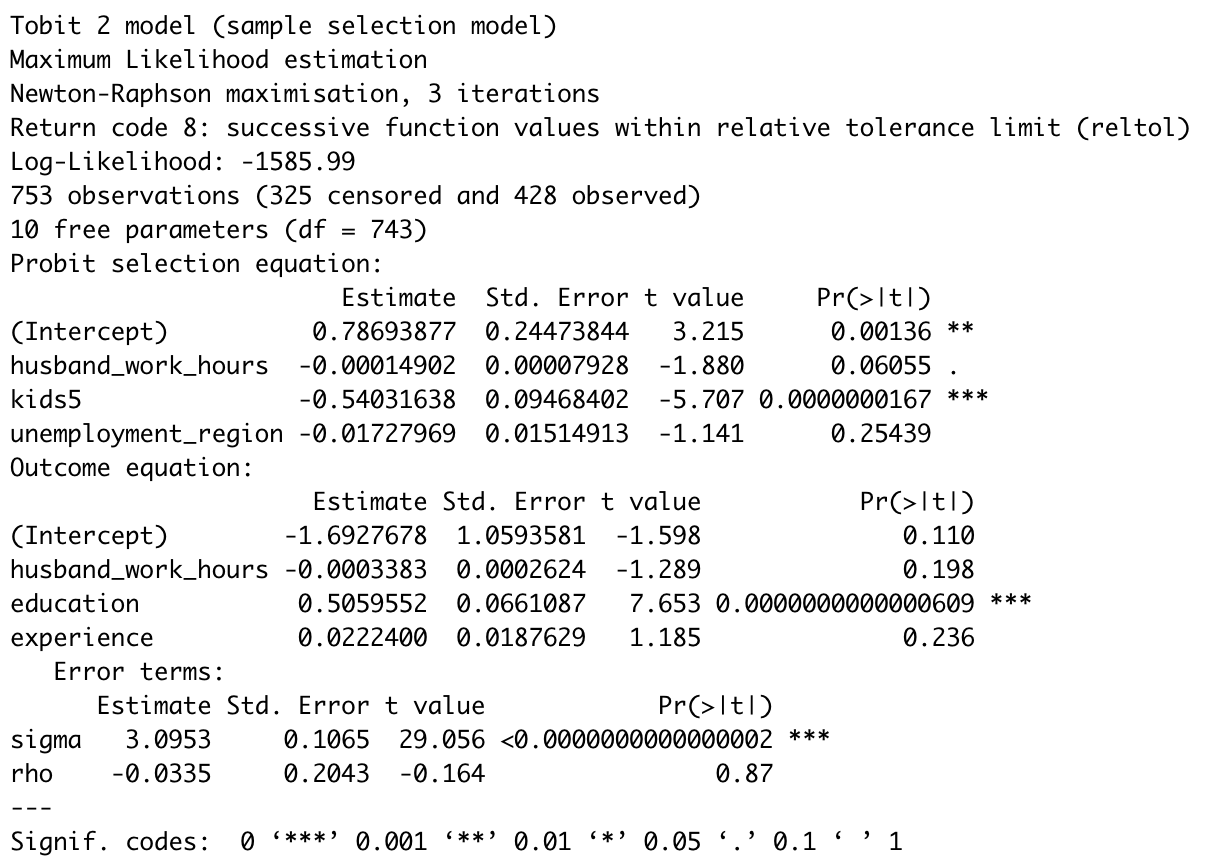 Tobit 2 model (sample selection model)
Maximum Likelihood estimation
Newton-Raphson maximisation, 3 iterations
Return code 8: successive function values within relative tolerance limit (reltol)
Log-Likelihood: -1585.99
753 observations (325 censored and 428 observed)
10 free parameters (df = 743)
Probit selection equation:
                       Estimate  Std. Error t value     Pr(>|t|)
(Intercept)          0.78693877  0.24473844   3.215      0.00136 **
husband_work_hours  -0.00014902  0.00007928  -1.880      0.06055 .
kids5               -0.54031638  0.09468402  -5.707 0.0000000167 ***
unemployment_region -0.01727969  0.01514913  -1.141      0.25439
Outcome equation:
                     Estimate Std. Error t value             Pr(>|t|)
(Intercept)        -1.6927678  1.0593581  -1.598                0.110
husband_work_hours -0.0003383  0.0002624  -1.289                0.198
education           0.5059552  0.0661087   7.653 0.0000000000000609 ***
experience          0.0222400  0.0187629   1.185                0.236
   Error terms:
      Estimate Std. Error t value            Pr(>|t|)
sigma   3.0953     0.1065  29.056 <0.0000000000000002 ***
rho    -0.0335     0.2043  -0.164                0.87
---
Signif. codes:  0 ‘***’ 0.001 ‘**’ 0.01 ‘*’ 0.05 ‘.’ 0.1 ‘ ’ 1